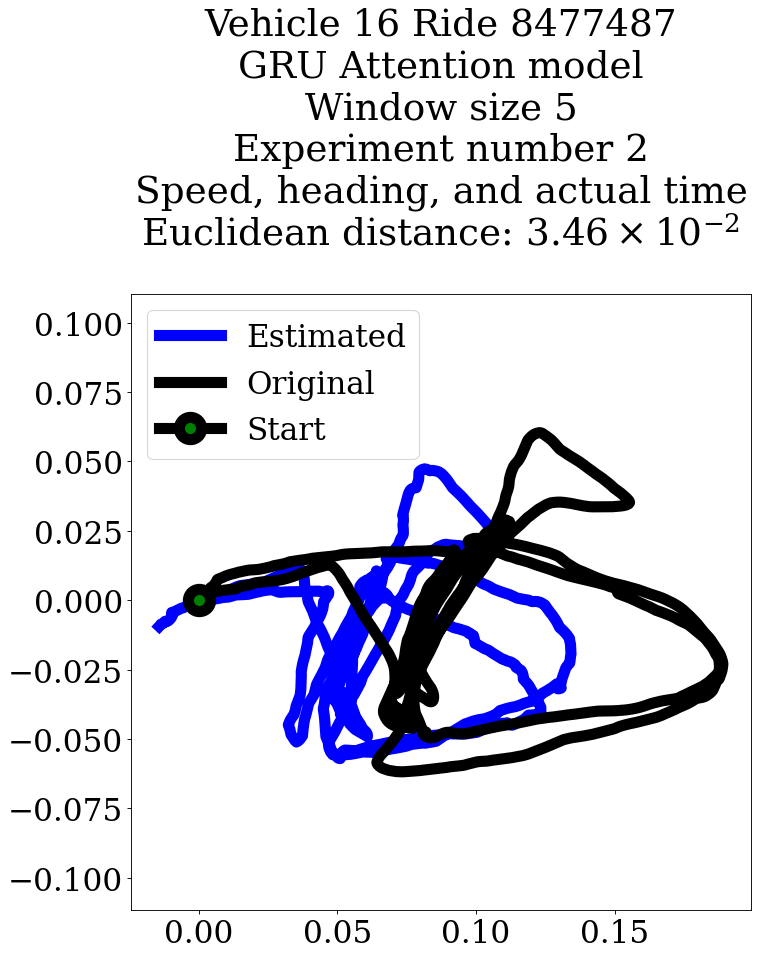 Vehicle 16 Ride 8477487
GRU Attention model
Window size 5
Experiment number 2
Speed, heading, and actual time
Euclidean distance: 3.46 × 10⁻²
Estimated
Original
Start
0.100
0.075
0.050
0.025
0.000
−0.025
−0.050
−0.075
−0.100
0.00 0.05 0.10 0.15